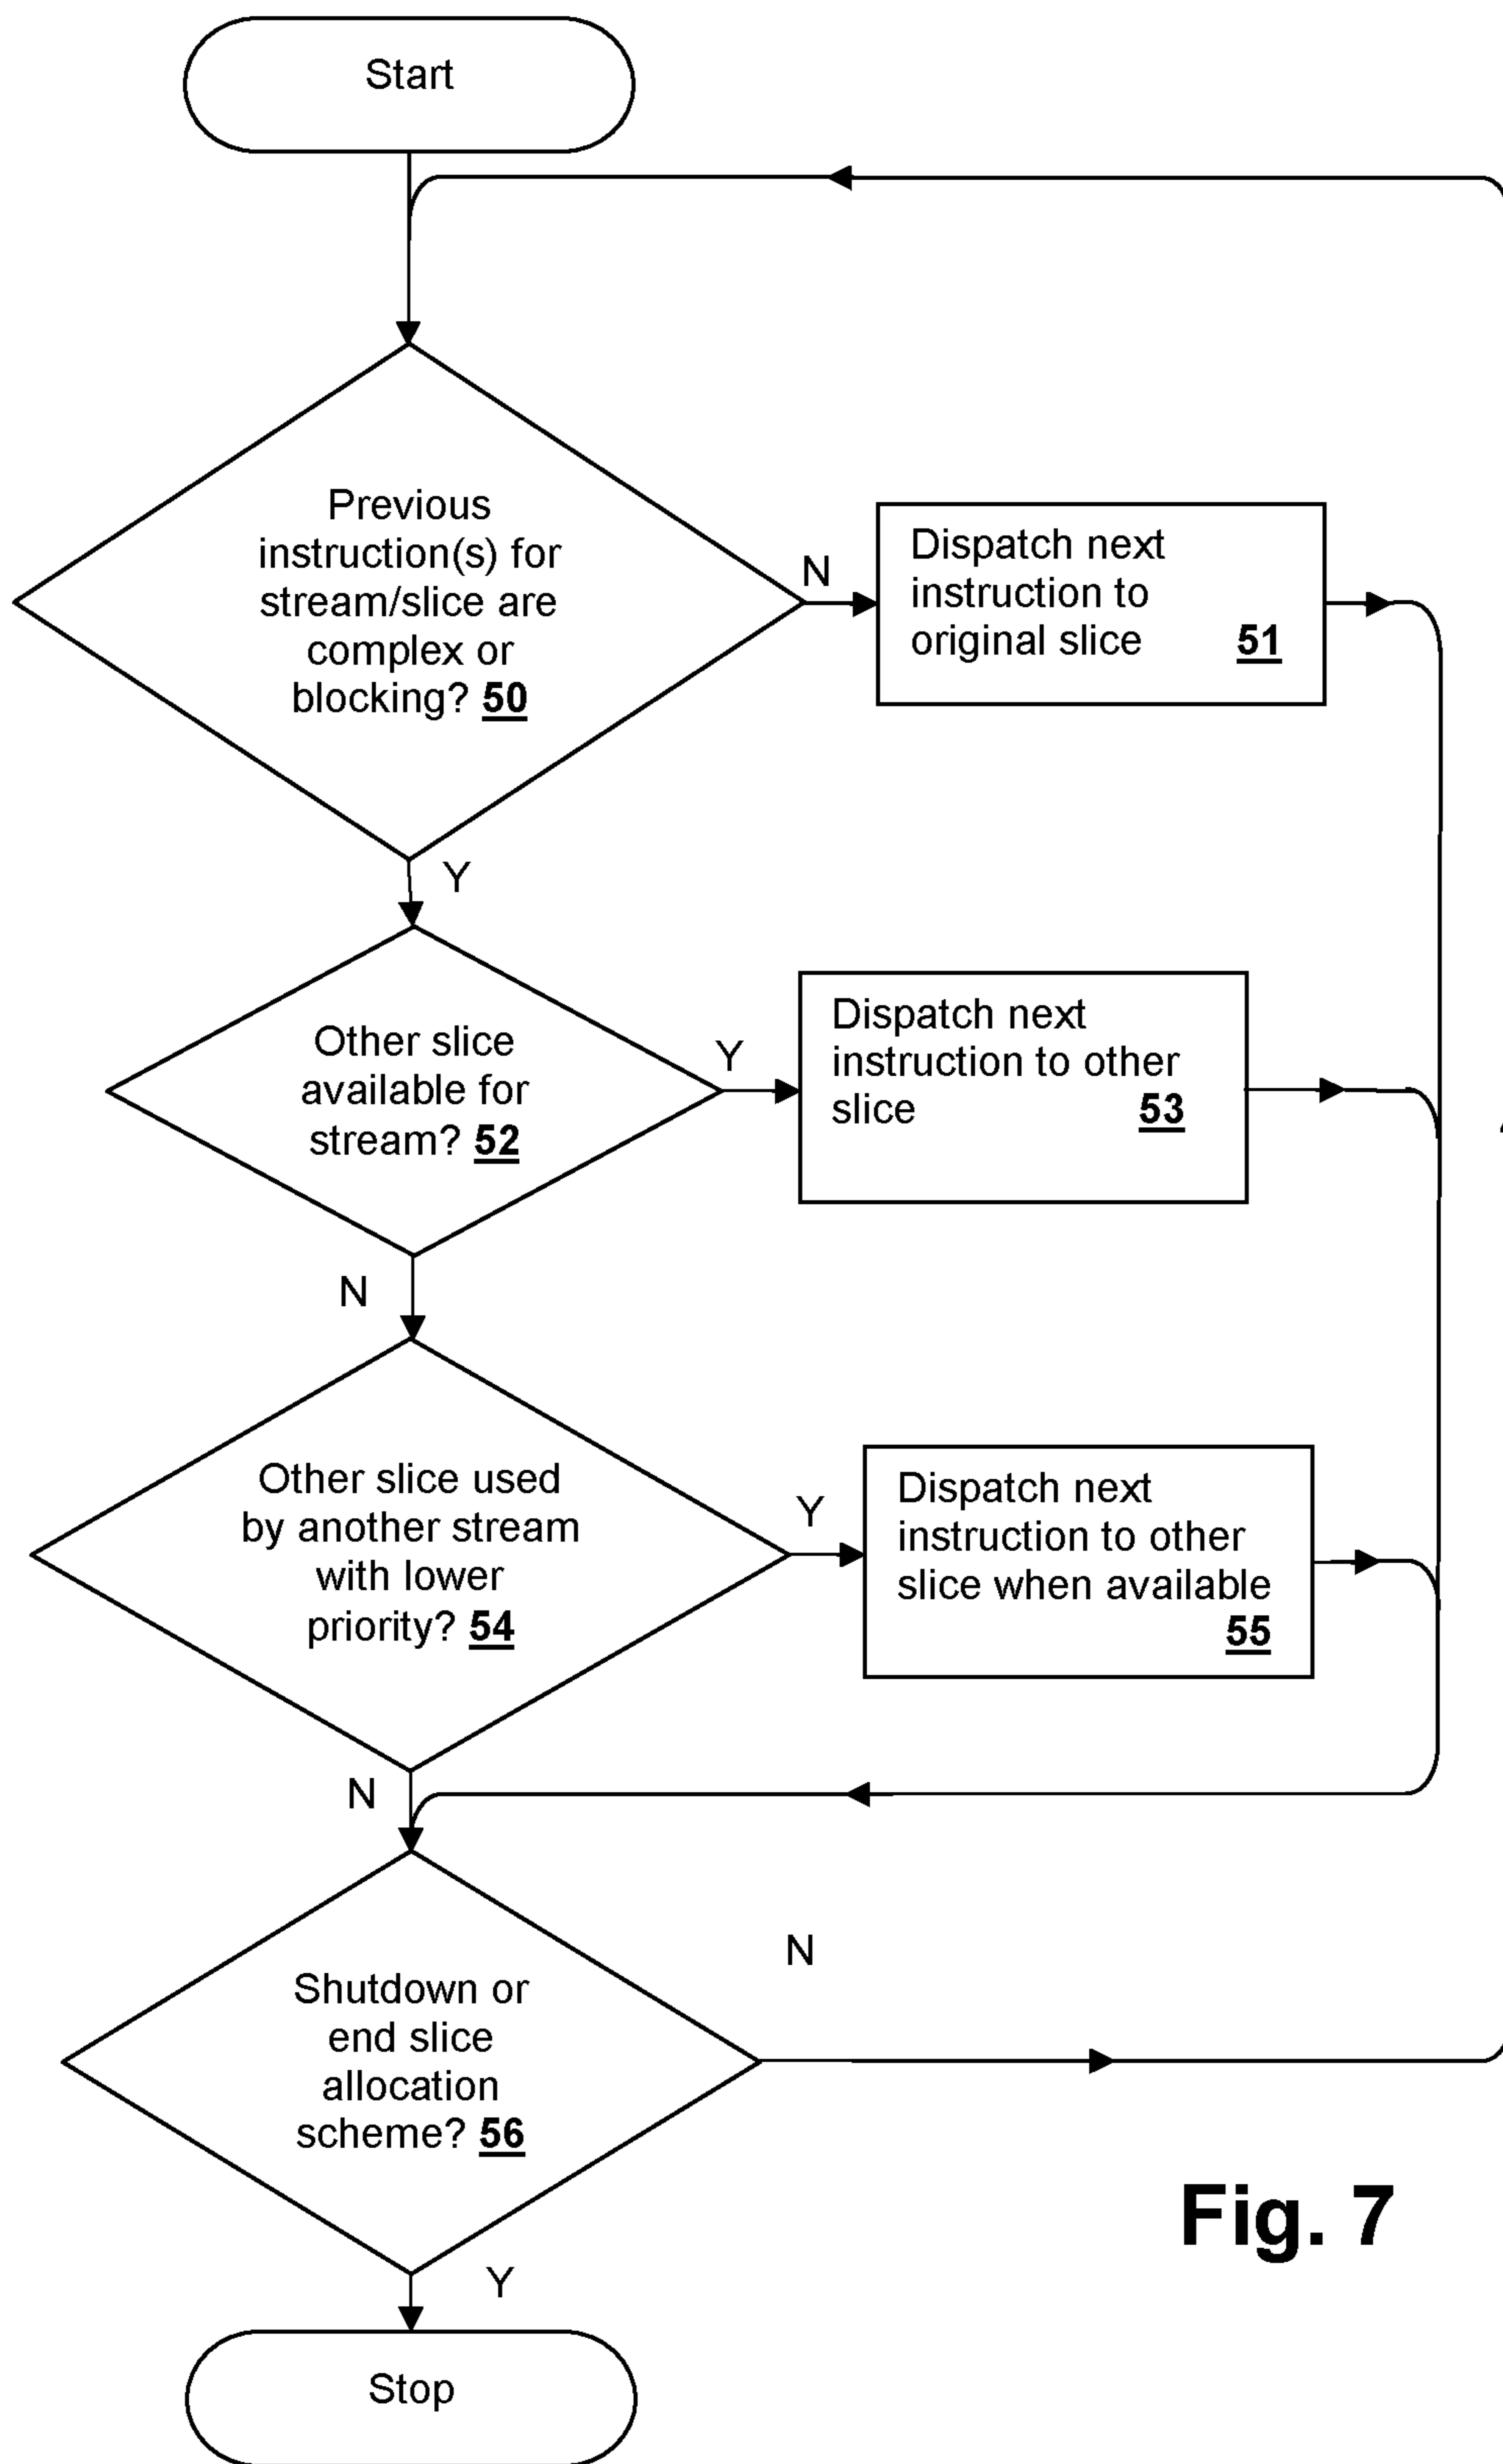 Start
Previous
instruction(s) for
stream/slice are
complex or
blocking? 50
N
Dispatch next
instruction to
original slice 51
Y
Other slice
available for
stream? 52
Y
Dispatch next
instruction to other
slice 53
N
Other slice used
by another stream
with lower
priority? 54
Y
Dispatch next
instruction to other
slice when available
55
N
Shutdown or
end slice
allocation
scheme? 56
N
Y
Stop
Fig. 7